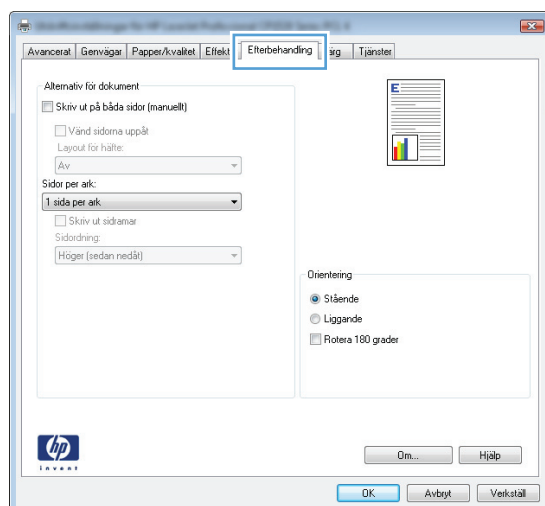 Avancerat Genvägar Papper/kvalitet Effekt Efterbehandling ärg Tjänster
Alternativ för dokument
Skriv ut på båda sidor (manuellt)
Vänd sidorna uppåt
Layout för häfte:
Av
Sidor per ark:
1 sida per ark
Skriv ut sidramar
Sidordning:
Höger (sedan nedåt)
E
Orientering
Stående
Liggande
Rotera 180 grader
hp
invent
Om... Hjälp
OK Avbryt Verkställ